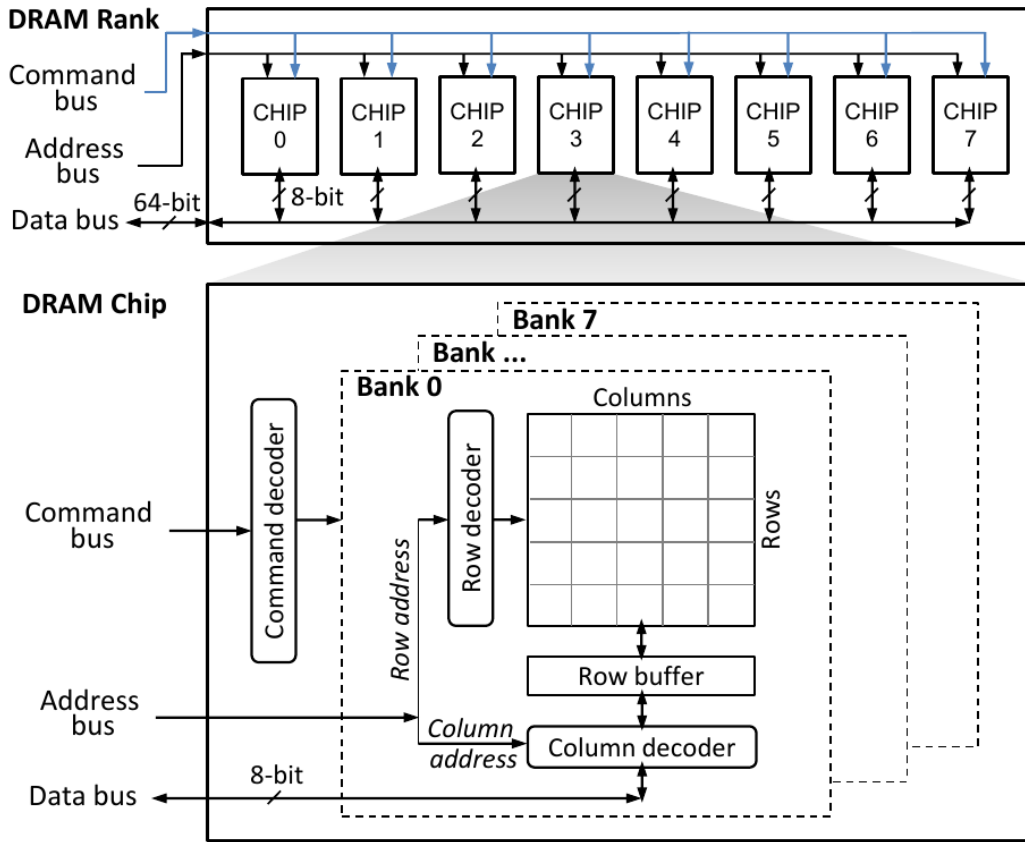 DRAM Rank
Command
bus
Address
bus
64-bit
Data bus
CHIP
0
CHIP
1
CHIP
2
CHIP
3
CHIP
4
CHIP
5
CHIP
6
CHIP
7
8-bit
DRAM Chip
Bank 7
Bank ...
Bank 0
Columns
Rows
Command decoder
Row decoder
Command
bus
Row address
Row buffer
Address
bus
Column
address
Column decoder
8-bit
Data bus